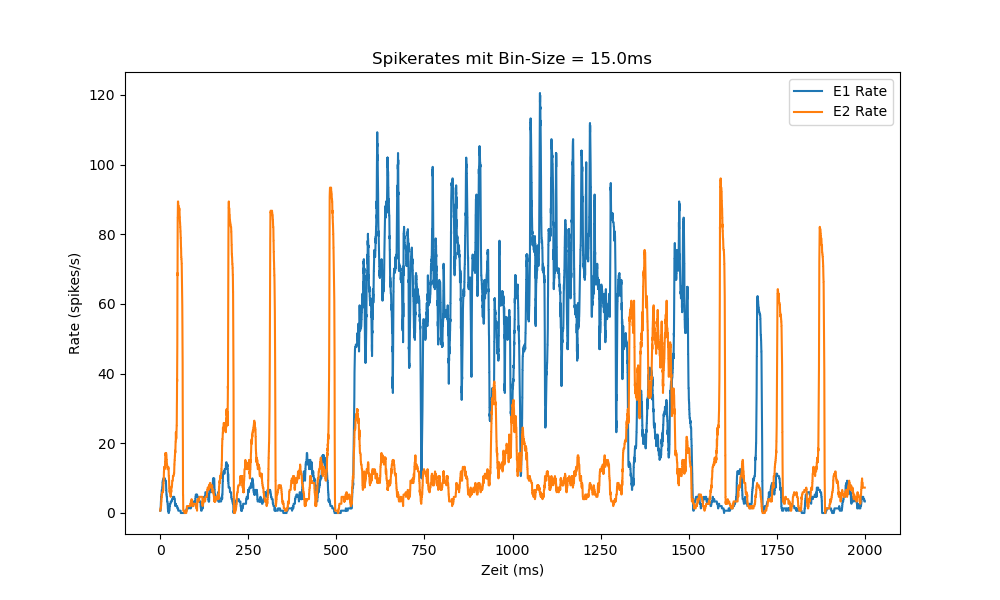 Spikerates mit Bin-Size = 15.0ms
E1 Rate
E2 Rate
Rate (spikes/s)
120
100
80
60
40
20
0
0 250 500 750 1000 1250 1500 1750 2000
Zeit (ms)